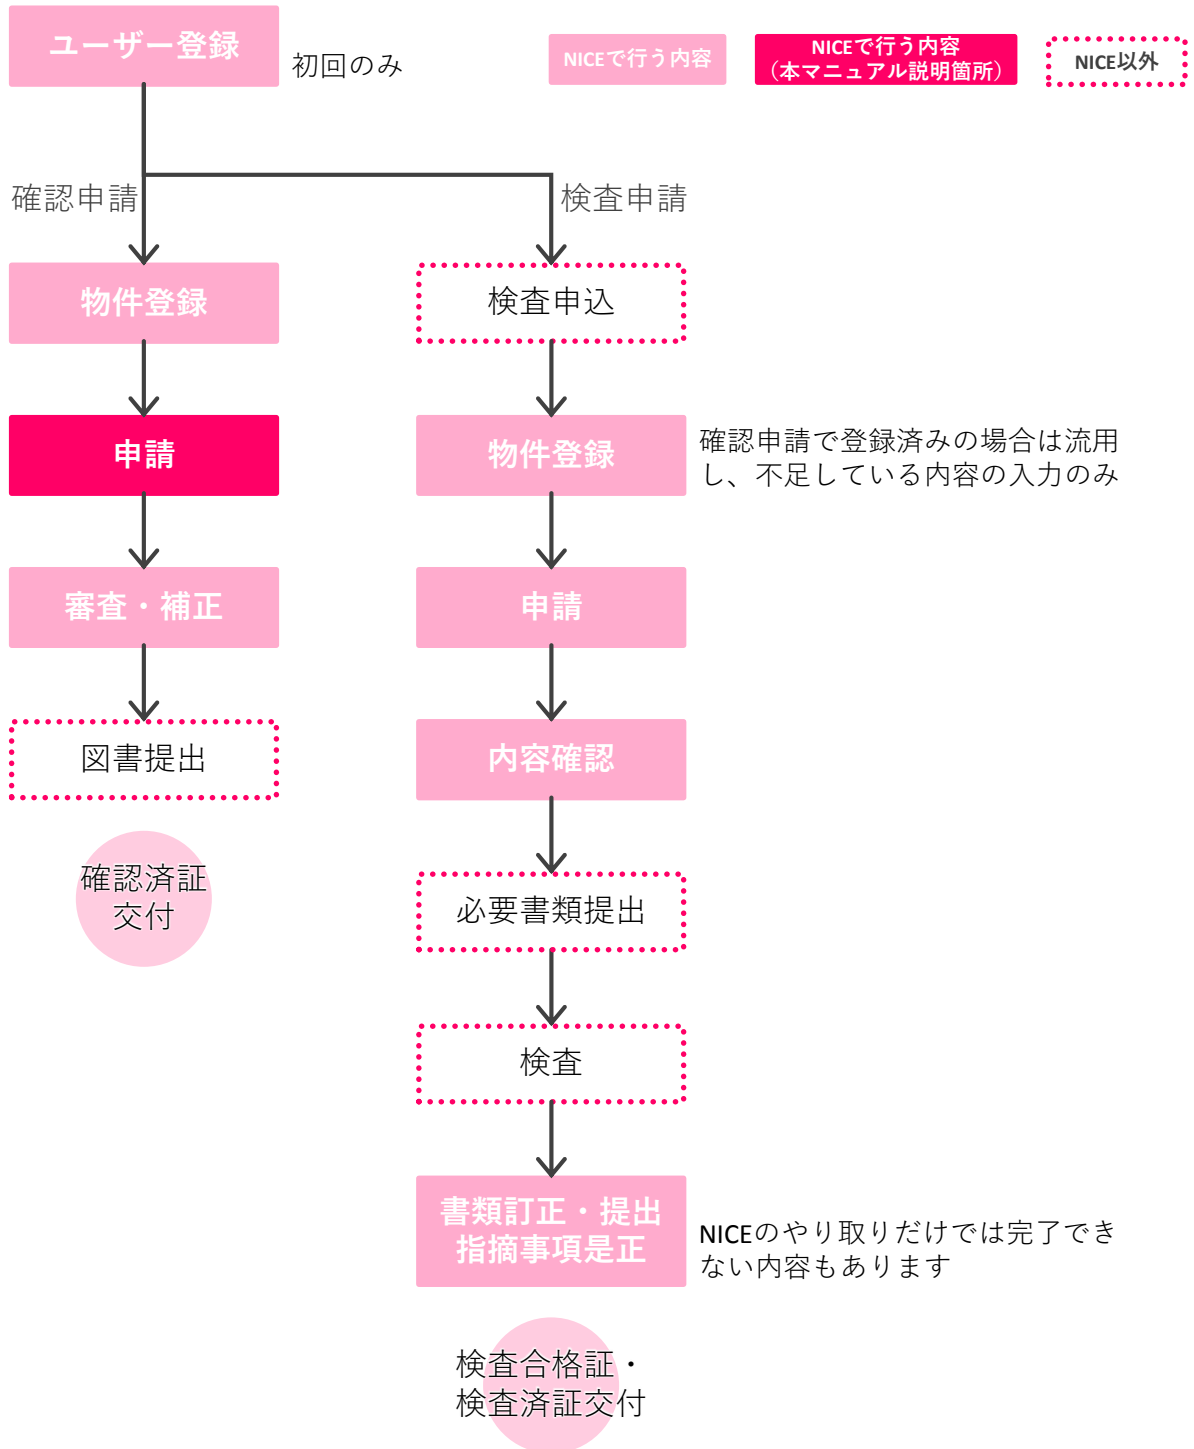 ユーザー登録
初回のみ
NICEで行う内容
NICEで行う内容
（本マニュアル説明箇所）
NICE以外
確認申請
検査申請
物件登録
検査申込
申請
物件登録
確認申請で登録済みの場合は流用
し、不足している内容の入力のみ
審査・補正
申請
図書提出
内容確認
確認済証
交付
必要書類提出
検査
書類訂正・提出
指摘事項是正
NICEのやり取りだけでは完了でき
ない内容もあります
検査合格証・
検査済証交付